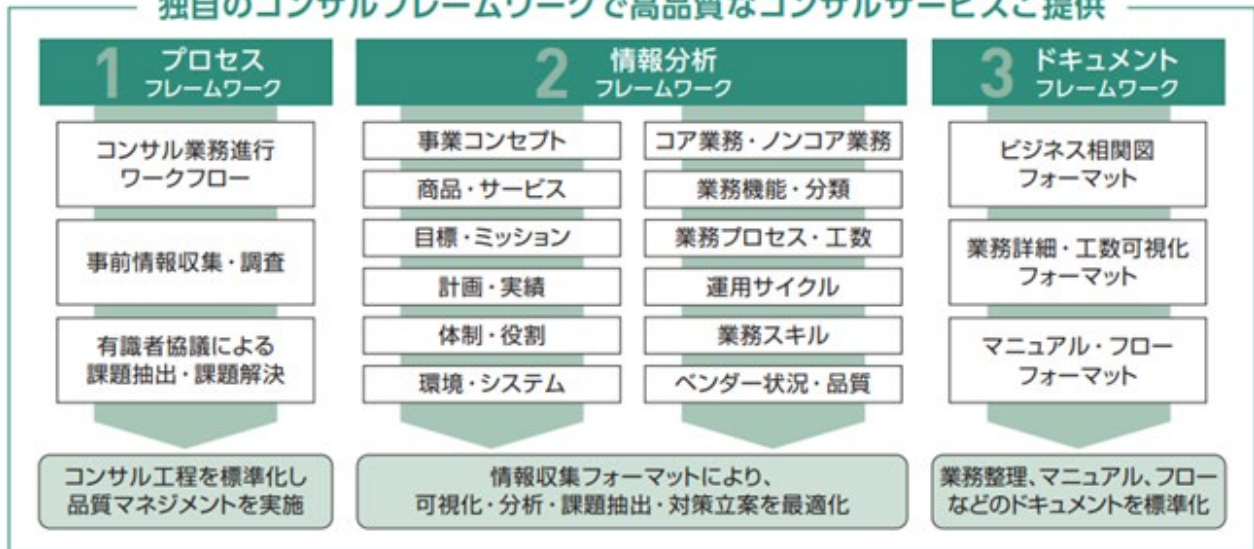 独自のコンサルフレームワークで高品質なコンサルサービスご提供
1 プロセス
フレームワーク
コンサル業務進行
ワークフロー
事前情報収集・調査
有識者協議による
課題抽出・課題解決
コンサル工程を標準化し
品質マネジメントを実施
2 情報分析
フレームワーク
事業コンセプト
商品・サービス
目標・ミッション
計画・実績
体制・役割
環境・システム
コア業務・ノンコア業務
業務機能・分類
業務プロセス・工数
運用サイクル
業務スキル
ベンダー状況・品質
情報収集フォーマットにより、
可視化・分析・課題抽出・対策立案を最適化
3 ドキュメント
フレームワーク
ビジネス相関図
フォーマット
業務詳細・工数可視化
フォーマット
マニュアル・フロー
フォーマット
業務整理、マニュアル、フロー
などのドキュメントを標準化